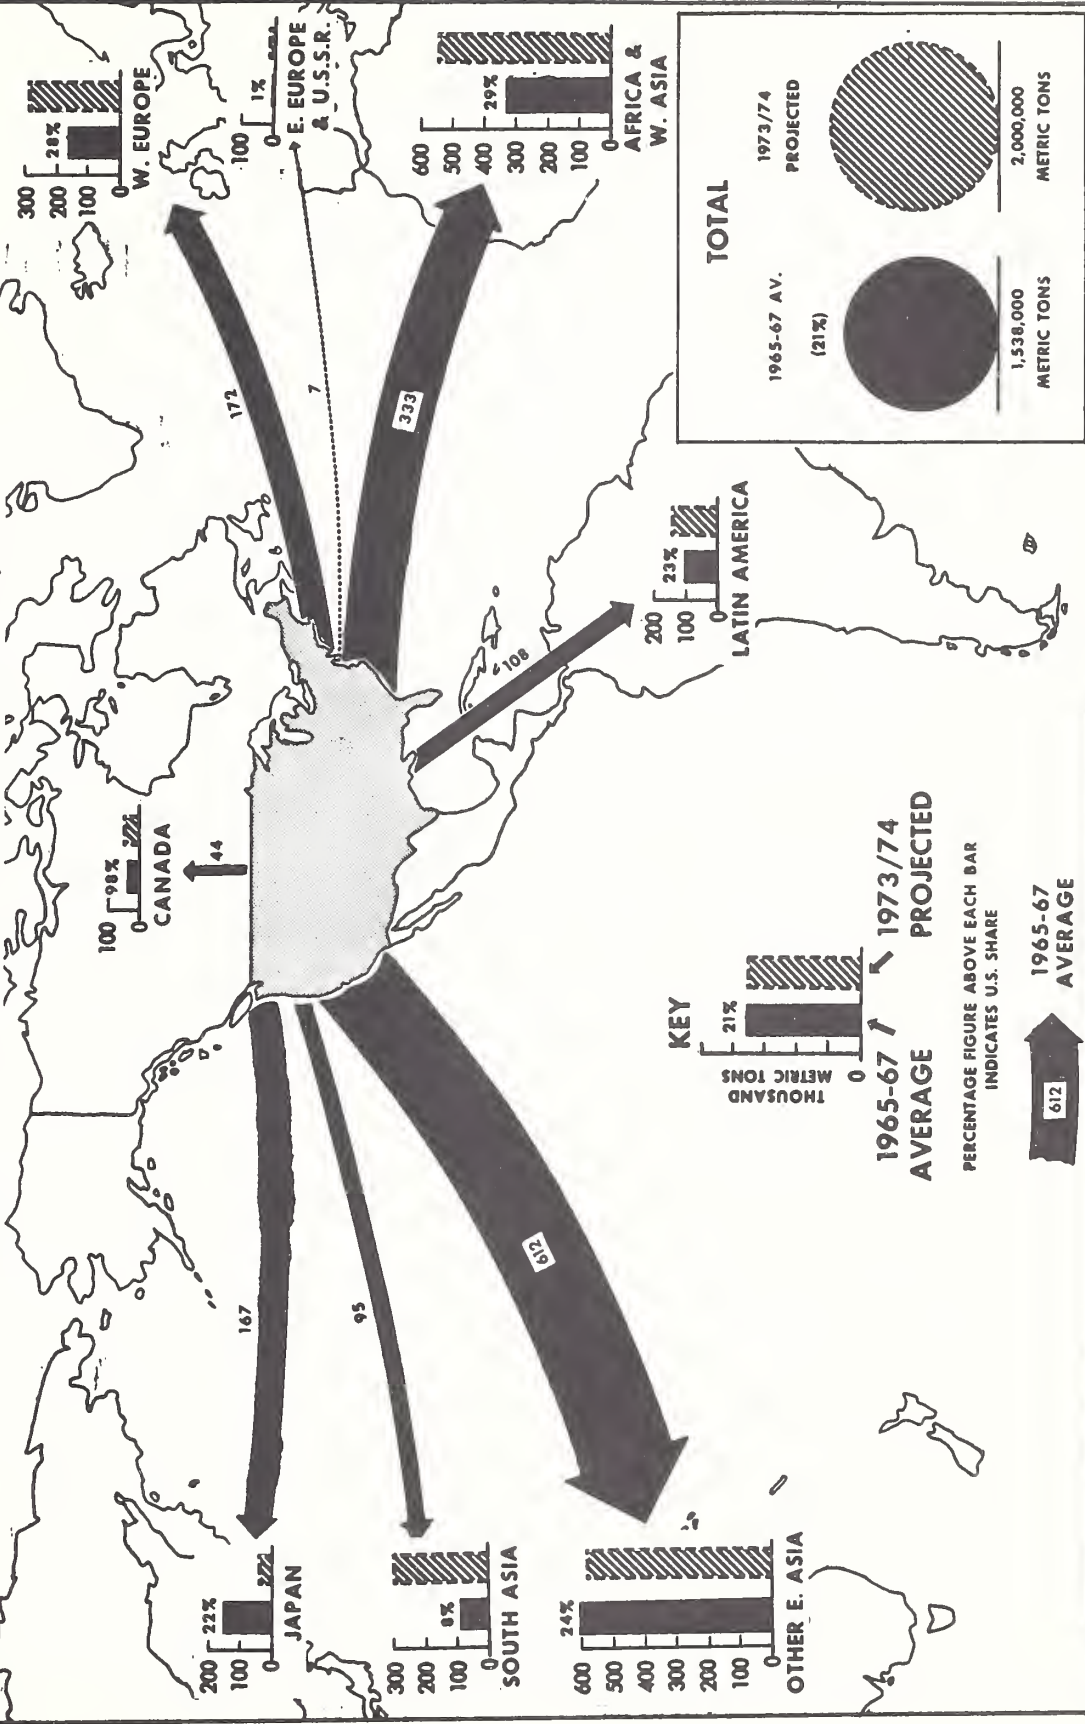 200
100
0
22%
JAPAN
167
300
200
100
0
8%
SOUTH ASIA
95
600
500
400
300
200
100
0
24%
OTHER E. ASIA
612
100
0
98%
CANADA
44
300
200
100
0
28%
W. EUROPE
172
100
0
1%
E. EUROPE
& U.S.S.R.
7
600
500
400
300
200
100
0
29%
AFRICA &
W. ASIA
333
200
100
0
23%
LATIN AMERICA
108
KEY
THOUSAND
METRIC TONS
0
21%
1965-67
AVERAGE
1973/74
PROJECTED
PERCENTAGE FIGURE ABOVE EACH BAR
INDICATES U.S. SHARE
612
1965-67
AVERAGE
TOTAL
1965-67 AV.
(21%)
1,538,000
METRIC TONS
1973/74
PROJECTED
2,000,000
METRIC TONS